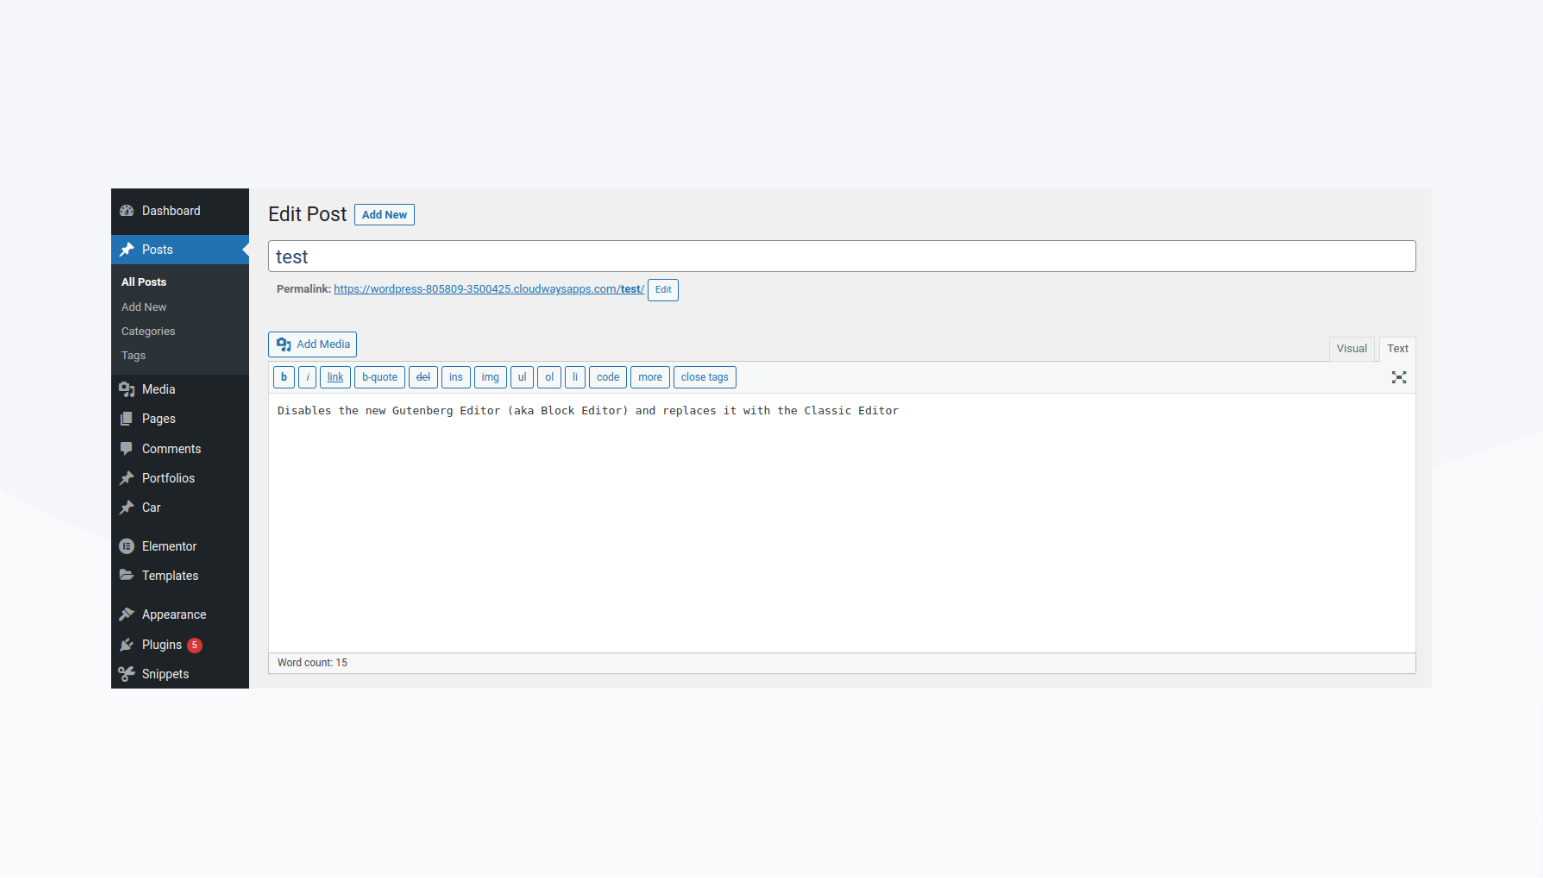 Dashboard
Posts
All Posts
Add New
Categories
Tags
Media
Pages
Comments
Portfolios
Car
Elementor
Templates
Appearance
Plugins 5
Snippets
Edit Post Add New
test
Permalink: https://wordpress-805809-3500425.cloudwaysapps.com/test/ Edit
Add Media
Visual Text
b i link b-quote del ins img ul ol li code more close tags
Disables the new Gutenberg Editor (aka Block Editor) and replaces it with the Classic Editor
Word count: 15